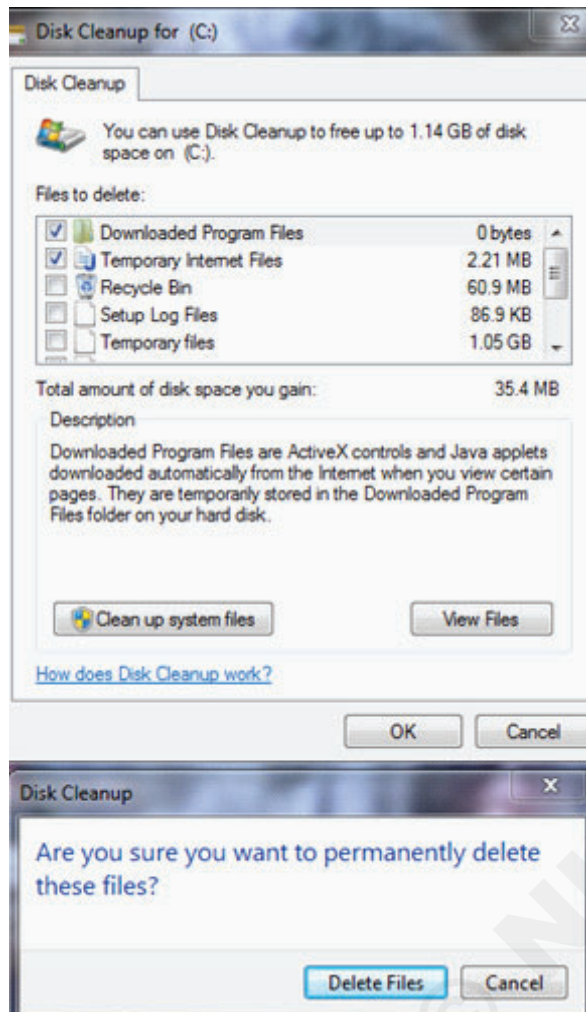 Disk Cleanup for (C:)
Disk Cleanup
You can use Disk Cleanup to free up to 1.14 GB of disk
space on (C:).
Files to delete:
Downloaded Program Files 0 bytes
Temporary Internet Files 2.21 MB
Recycle Bin 60.9 MB
Setup Log Files 86.9 KB
Temporary files 1.05 GB
Total amount of disk space you gain: 35.4 MB
Description
Downloaded Program Files are ActiveX controls and Java applets
downloaded automatically from the Internet when you view certain
pages. They are temporarily stored in the Downloaded Program
Files folder on your hard disk.
Clean up system files View Files
How does Disk Cleanup work?
OK Cancel
Disk Cleanup
Are you sure you want to permanently delete
these files?
Delete Files Cancel